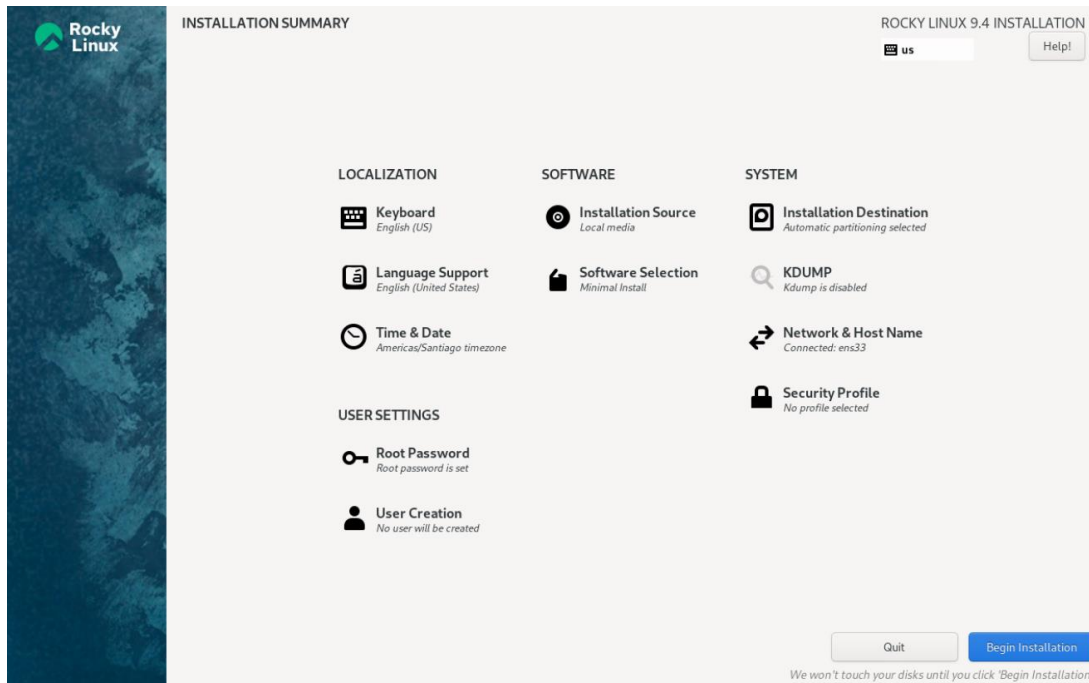 Rocky
Linux
INSTALLATION SUMMARY
ROCKY LINUX 9.4 INSTALLATION
us
Help!
LOCALIZATION
Keyboard
English (US)
Language Support
English (United States)
Time & Date
Americas/Santiago timezone
USER SETTINGS
Root Password
Root password is set
User Creation
No user will be created
SOFTWARE
Installation Source
Local media
Software Selection
Minimal Install
SYSTEM
Installation Destination
Automatic partitioning selected
KDUMP
Kdump is disabled
Network & Host Name
Connected: ens33
Security Profile
No profile selected
Quit
Begin Installation
We won't touch your disks until you click 'Begin Installation